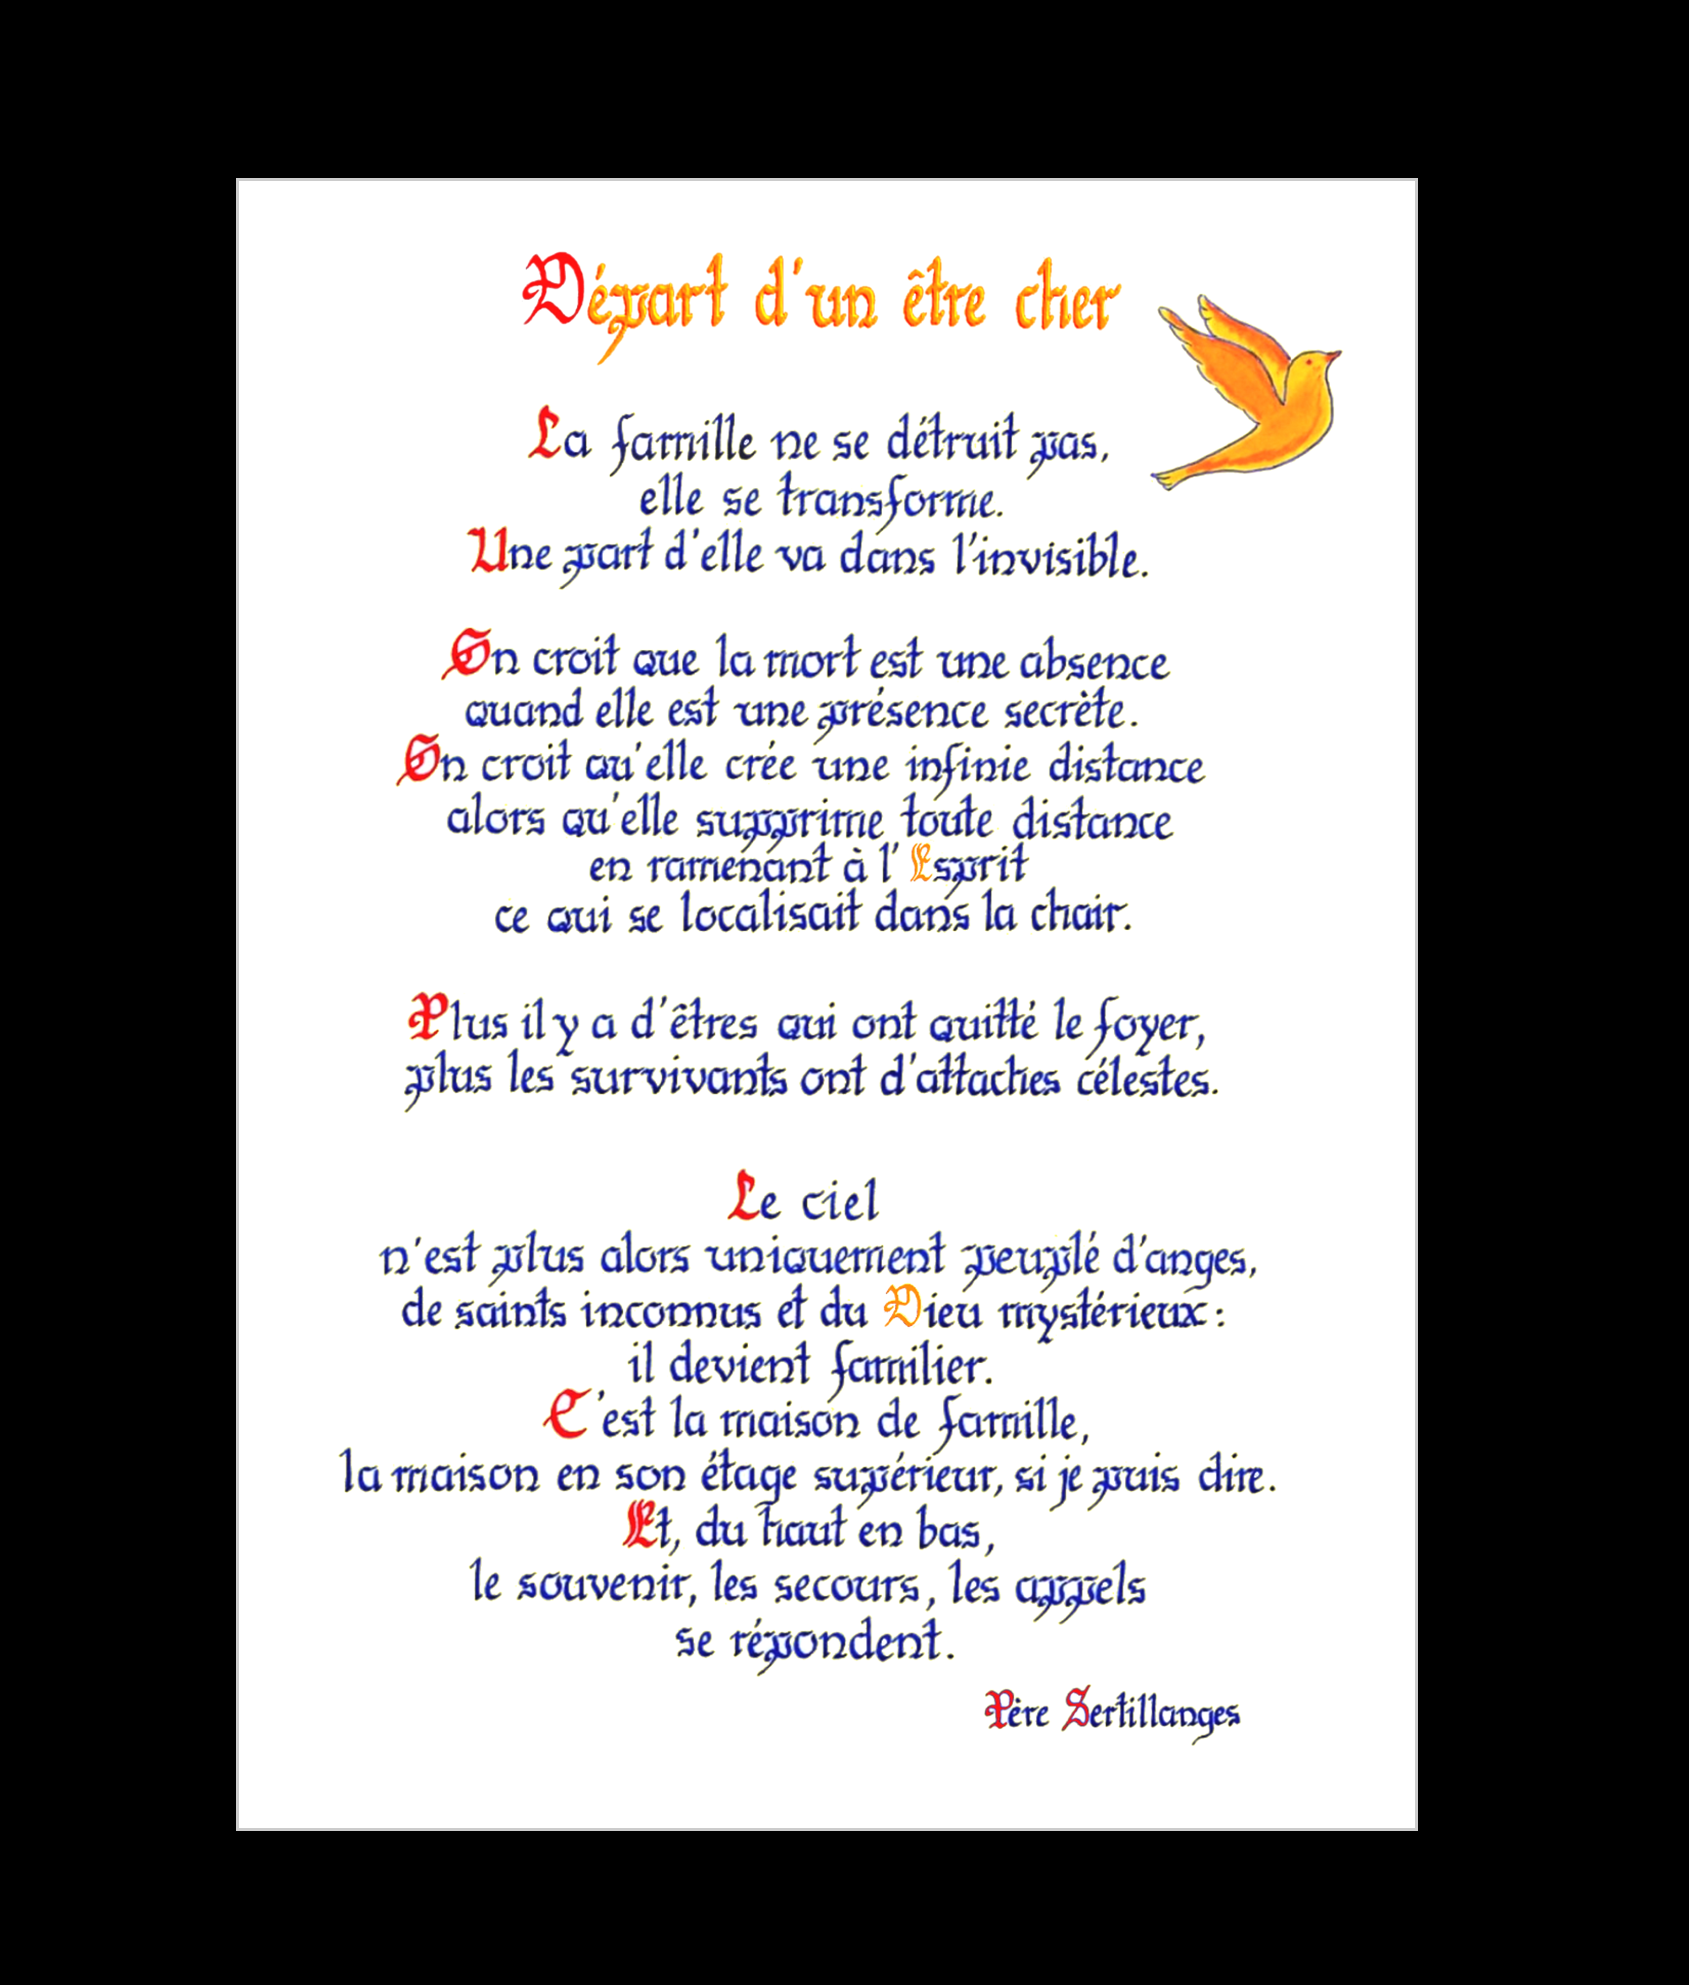 Départ d'un être cher
La famille ne se détruit pas,
elle se transforme.
Une part d'elle va dans l'invisible.
On croit que la mort est une absence
quand elle est une présence secrète.
On croit qu'elle crée une infinie distance
alors qu'elle supprime toute distance
en ramenant à l'Esprit
ce qui se localisait dans la chair.
Plus il y a d'êtres qui ont quitté le foyer,
plus les survivants ont d'attaches célestes.
Le ciel
n'est plus alors uniquement peuplé d'anges,
de saints inconnus et du Dieu mystérieux :
il devient familier.
C'est la maison de famille,
la maison en son étage supérieur, si je puis dire.
Et, du haut en bas,
le souvenir, les secours, les appels
se répondent.
Père Sertillanges